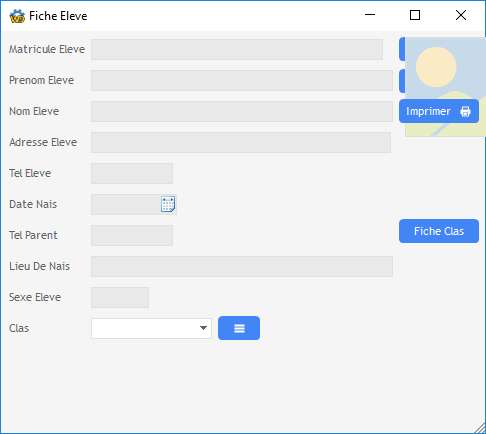 Fiche Eleve
Matricule Eleve
Prenom Eleve
Nom Eleve
Imprimer
Adresse Eleve
Tel Eleve
Date Nais
Tel Parent
Fiche Clas
Lieu De Nais
Sexe Eleve
Clas